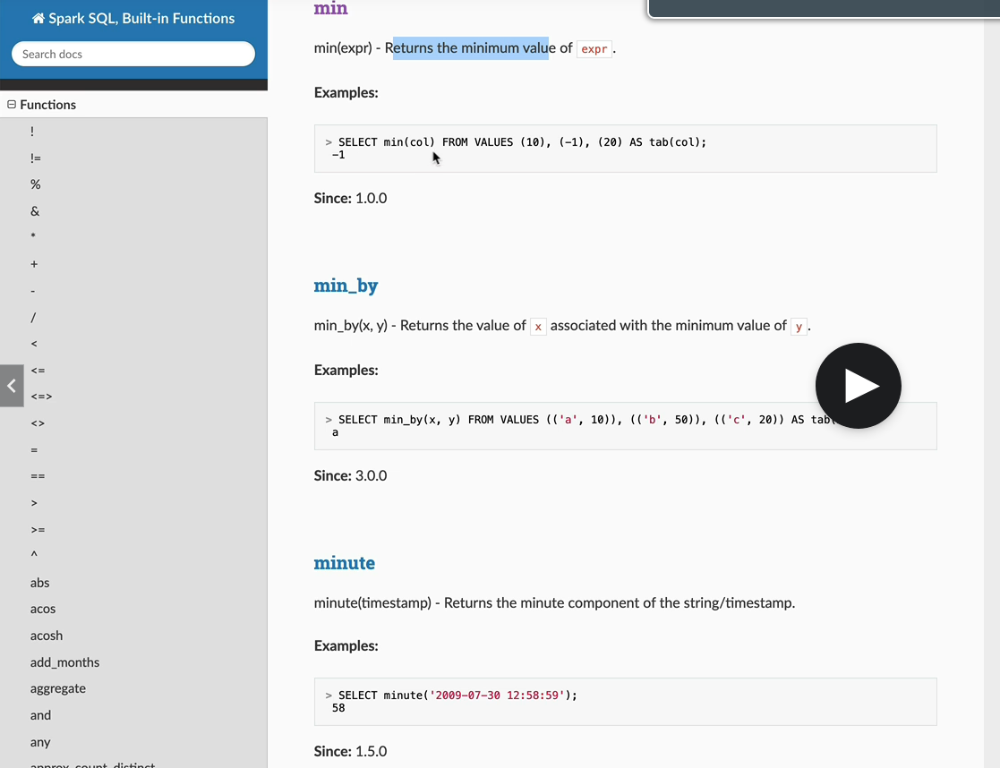 Spark SQL, Built-in Functions
Search docs
Functions
!
!=
%
&
*
+
-
/
<
<=
<=>
<>
=
==
>
>=
^
abs
acos
acosh
add_months
aggregate
and
any
approx_count_distinct
min
min(expr) - Returns the minimum value of expr.
Examples:
> SELECT min(col) FROM VALUES (10), (-1), (20) AS tab(col);
-1
Since: 1.0.0
min_by
min_by(x, y) - Returns the value of x associated with the minimum value of y.
Examples:
> SELECT min_by(x, y) FROM VALUES (('a', 10)), (('b', 50)), (('c', 20)) AS tab(
a
Since: 3.0.0
minute
minute(timestamp) - Returns the minute component of the string/timestamp.
Examples:
> SELECT minute('2009-07-30 12:58:59');
58
Since: 1.5.0